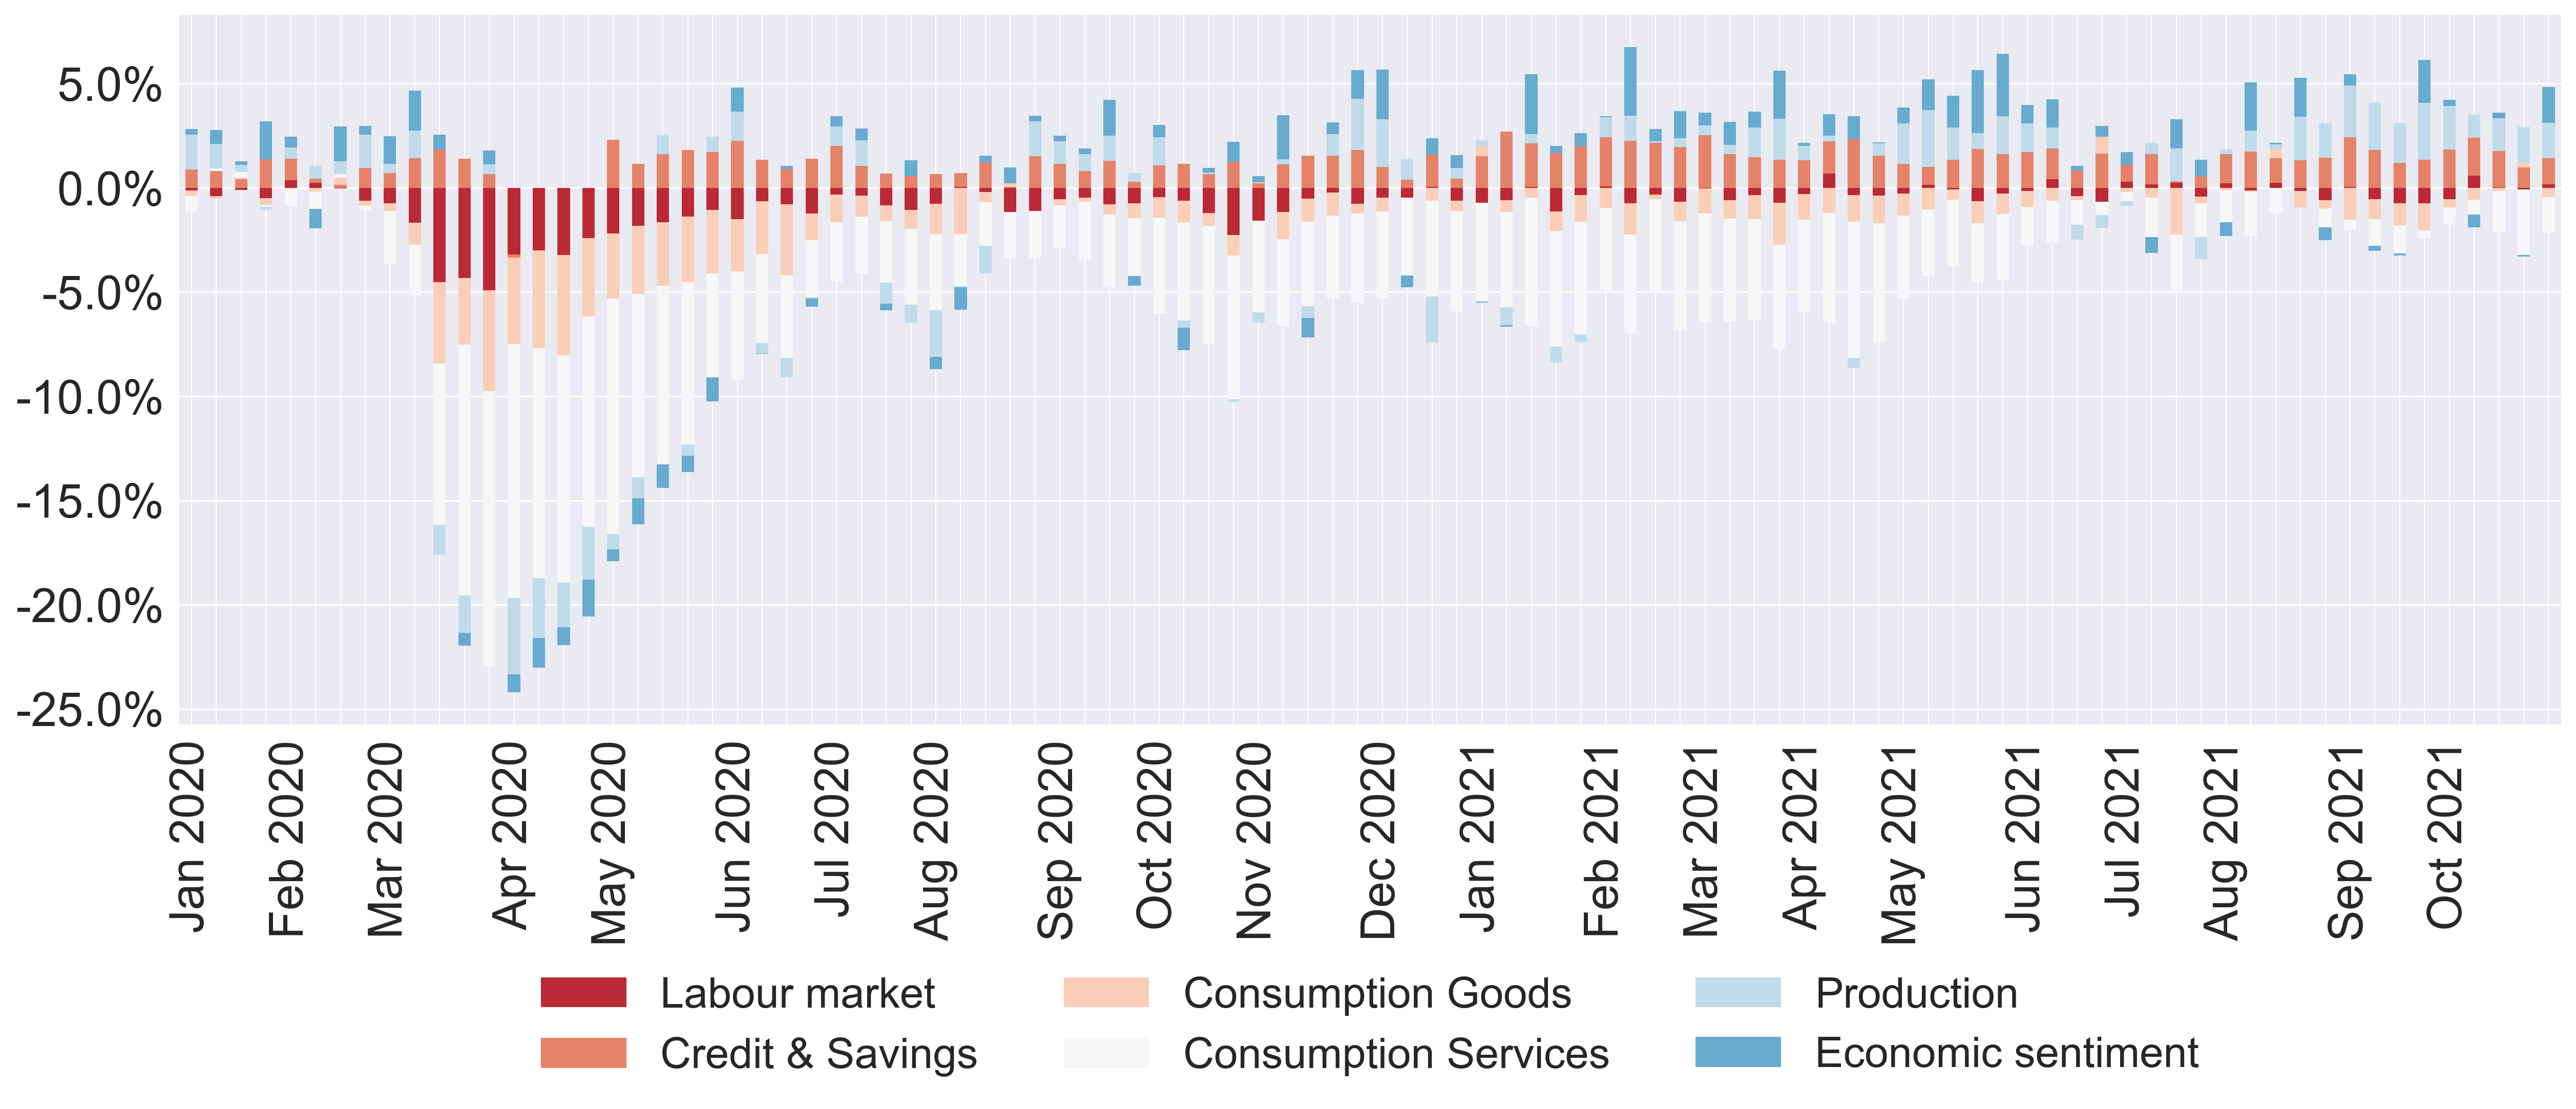 5.0%
0.0%
-5.0%
-10.0%
-15.0%
-20.0%
-25.0%
Jan 2020
Feb 2020
Mar 2020
Apr 2020
May 2020
Jun 2020
Jul 2020
Aug 2020
Sep 2020
Oct 2020
Nov 2020
Dec 2020
Jan 2021
Feb 2021
Mar 2021
Apr 2021
May 2021
Jun 2021
Jul 2021
Aug 2021
Sep 2021
Oct 2021
Labour market
Credit & Savings
Consumption Goods
Consumption Services
Production
Economic sentiment